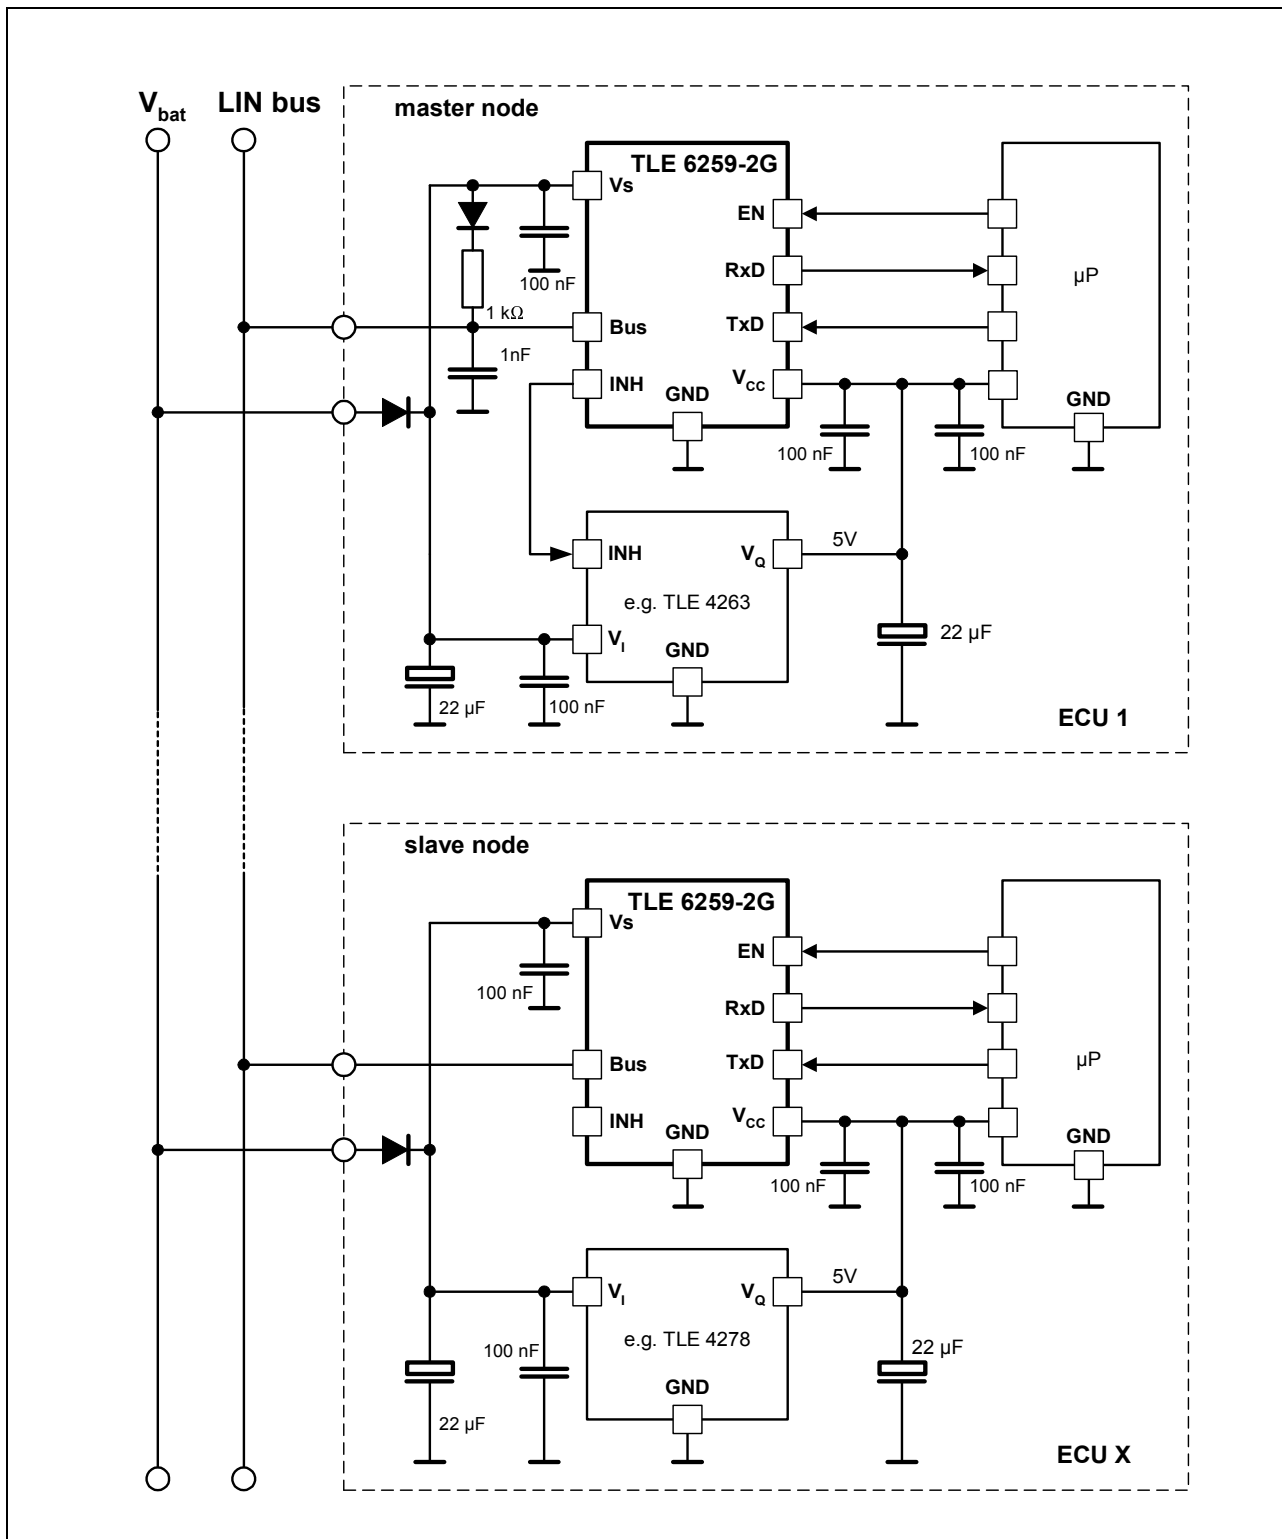 V_bat LIN bus
master node
TLE 6259-2G
Vs
EN
100 nF
RxD
µP
1 kΩ
Bus
TxD
1nF
INH
GND
V_CC
GND
100 nF
100 nF
INH
V_Q
5V
e.g. TLE 4263
V_I
GND
22 µF
22 µF
100 nF
ECU 1
slave node
TLE 6259-2G
Vs
EN
100 nF
RxD
Bus
TxD
µP
INH
GND
V_CC
GND
100 nF
100 nF
V_I
V_Q
5V
e.g. TLE 4278
100 nF
22 µF
GND
22 µF
ECU X